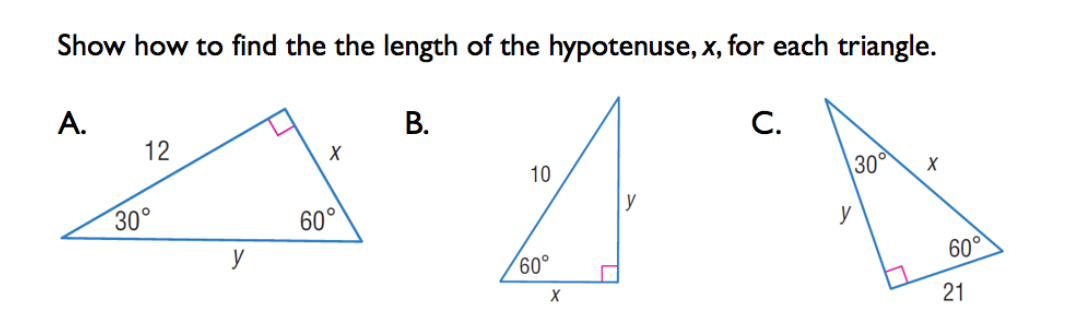 Show how to find the the length of the hypotenuse, x, for each triangle.
A.
12
x
30°
60°
y
B.
10
y
60°
x
C.
30°
x
y
60°
21